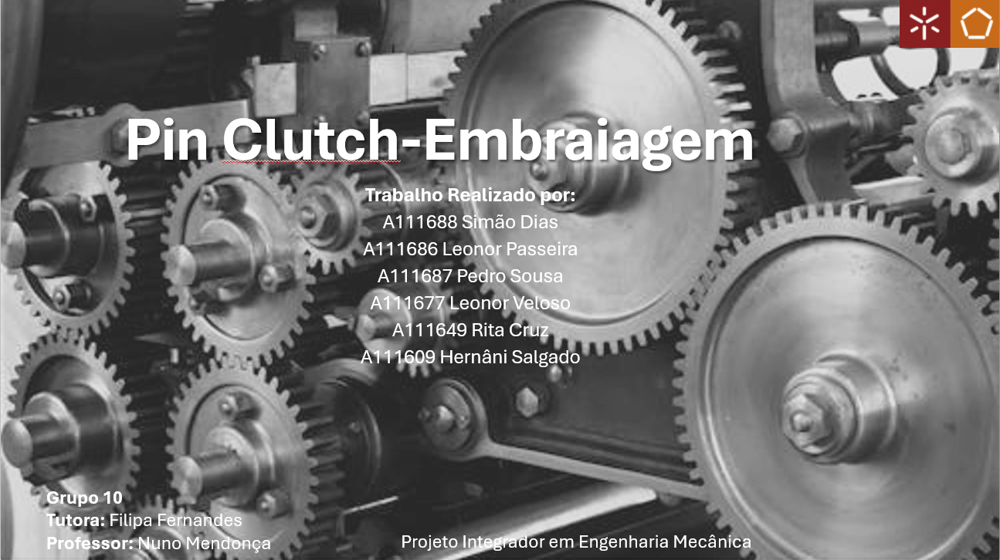 Pin Clutch-Embraiagem
Trabalho Realizado por:
A111688 Simão Dias
A111686 Leonor Passeira
A111687 Pedro Sousa
A111677 Leonor Veloso
A111649 Rita Cruz
A111609 Hernâni Salgado
Grupo 10
Tutora: Filipa Fernandes
Professor: Nuno Mendonça
Projeto Integrador em Engenharia Mecânica